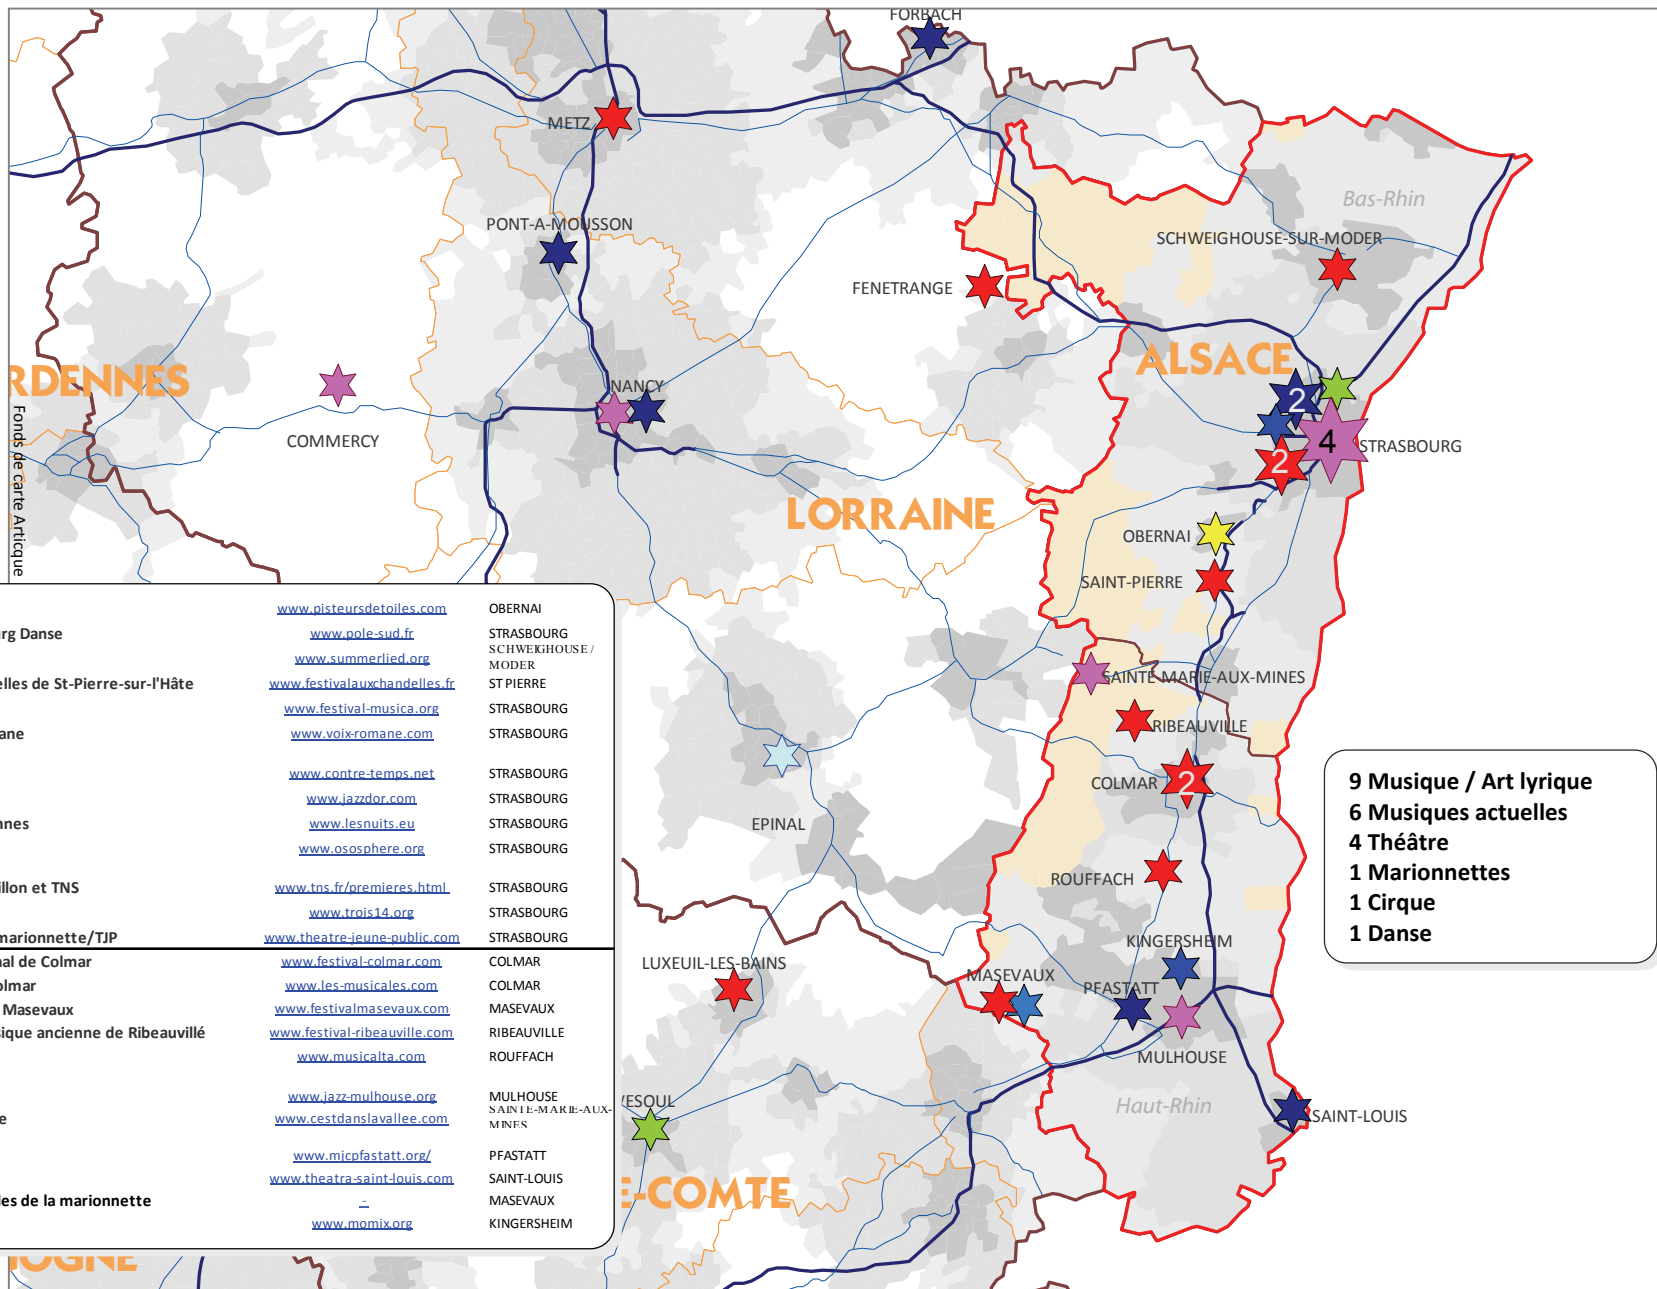 FORBACH
METZ
Bas-Rhin
PONT-A-MOUSSON
SCHWEIGHOUSE-SUR-MODER
FENETRANGE
ALSACE
RDENNES
NANCY
2
COMMERCY
4
STRASBOURG
2
Fonds de carte Articque
LORRAINE
OBERNAI
SAINT-PIERRE
SAINTE-MARIE-AUX-MINES
RIBEAUVILLE
COLMAR
2
EPINAL
ROUFFACH
KINGERSHEIM
LUXEUIL-LES-BAINS
MASEVAUX
PFASTATT
MULHOUSE
VESOUL
Haut-Rhin
SAINT-LOUIS
E-COMTE
OGNE
www.pisteursdetoiles.com OBERNAI
urg Danse www.pole-sud.fr STRASBOURG
www.summerlied.org SCHWEIGHOUSE /
MODER
elles de St-Pierre-sur-l'Hâte www.festivalauxchandelles.fr ST PIERRE
www.festival-musica.org STRASBOURG
ane www.voix-romane.com STRASBOURG
www.contre-temps.net STRASBOURG
www.jazzdor.com STRASBOURG
nnes www.lesnuits.eu STRASBOURG
www.ososphere.org STRASBOURG
illon et TNS www.tns.fr/premieres.html STRASBOURG
www.trois14.org STRASBOURG
marionnette/TJP www.theatre-jeune-public.com STRASBOURG
nal de Colmar www.festival-colmar.com COLMAR
olmar www.les-musicales.com COLMAR
Masevaux www.festivalmasevaux.com MASEVAUX
sique ancienne de Ribeauvillé www.festival-ribeauville.com RIBEAUVILLE
www.musicalta.com ROUFFACH
www.jazz-mulhouse.org MULHOUSE
e www.cestdanslavallee.com SAINTE-MARIE-AUX-
MINES
www.mjcpfastatt.org/ PFASTATT
www.theatra-saint-louis.com SAINT-LOUIS
les de la marionnette - MASEVAUX
www.momix.org KINGERSHEIM
9 Musique / Art lyrique
6 Musiques actuelles
4 Théâtre
1 Marionnettes
1 Cirque
1 Danse